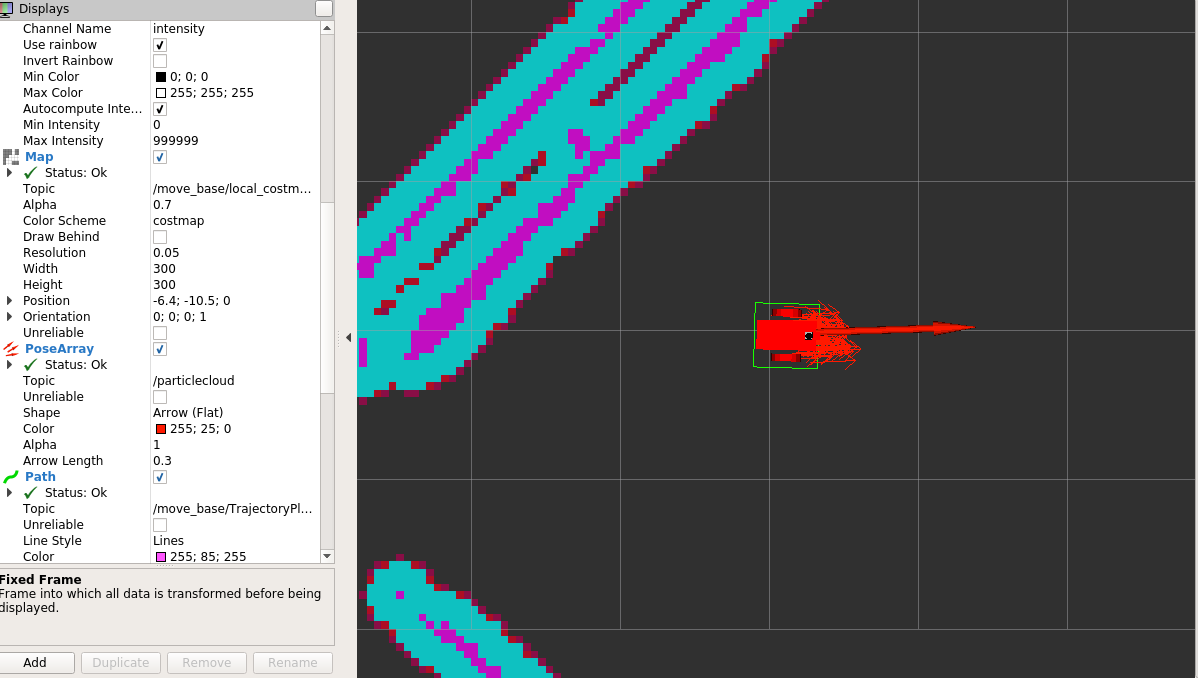 Displays
Channel Name intensity
Use rainbow
Invert Rainbow
Min Color 0; 0; 0
Max Color 255; 255; 255
Autocompute Inte...
Min Intensity 0
Max Intensity 999999
Map
Status: Ok
Topic /move_base/local_costm...
Alpha 0.7
Color Scheme costmap
Draw Behind
Resolution 0.05
Width 300
Height 300
Position -6.4; -10.5; 0
Orientation 0; 0; 0; 1
Unreliable
PoseArray
Status: Ok
Topic /particlecloud
Unreliable
Shape Arrow (Flat)
Color 255; 25; 0
Alpha 1
Arrow Length 0.3
Path
Status: Ok
Topic /move_base/TrajectoryPl...
Unreliable
Line Style Lines
Color 255; 85; 255
Fixed Frame
Frame into which all data is transformed before being
displayed.
Add Duplicate Remove Rename